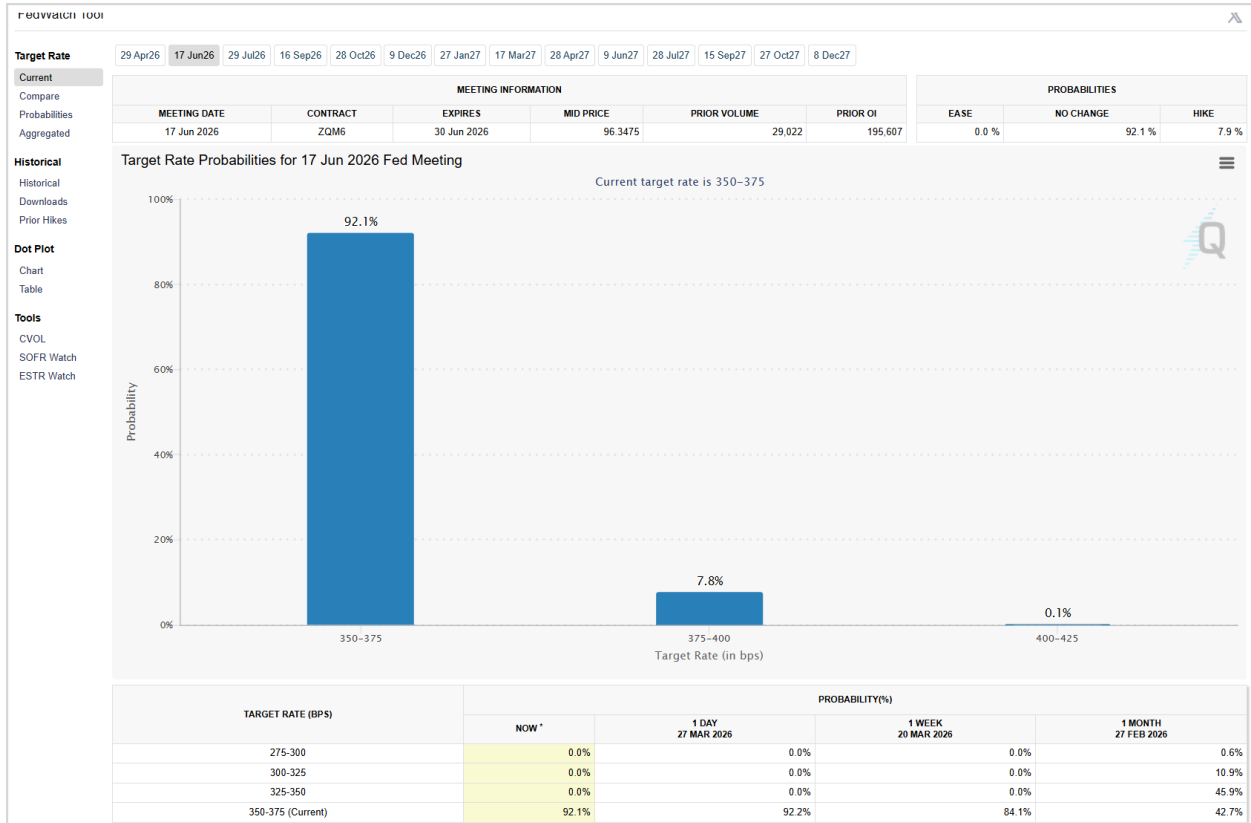 FedWatch Tool
Target Rate
Current
Compare
Probabilities
Aggregated
Historical
Historical
Downloads
Prior Hikes
Dot Plot
Chart
Table
Tools
CVOL
SOFR Watch
ESTR Watch
29 Apr26 17 Jun26 29 Jul26 16 Sep26 28 Oct26 9 Dec26 27 Jan27 17 Mar27 28 Apr27 9 Jun27 28 Jul27 15 Sep27 27 Oct27 8 Dec27
MEETING INFORMATION
MEETING DATE CONTRACT EXPIRES MID PRICE PRIOR VOLUME PRIOR OI
17 Jun 2026 ZQM6 30 Jun 2026 96.3475 29,022 195,607
PROBABILITIES
EASE NO CHANGE HIKE
0.0 % 92.1 % 7.9 %
Target Rate Probabilities for 17 Jun 2026 Fed Meeting
Current target rate is 350–375
Q
Probability
100%
80%
60%
40%
20%
0%
92.1%
7.8%
0.1%
350–375 375–400 400–425
Target Rate (in bps)
TARGET RATE (BPS) PROBABILITY(%)
NOW * 1 DAY 1 WEEK 1 MONTH
27 MAR 2026 20 MAR 2026 27 FEB 2026
275-300 0.0% 0.0% 0.0% 0.6%
300-325 0.0% 0.0% 0.0% 10.9%
325-350 0.0% 0.0% 0.0% 45.9%
350-375 (Current) 92.1% 92.2% 84.1% 42.7%